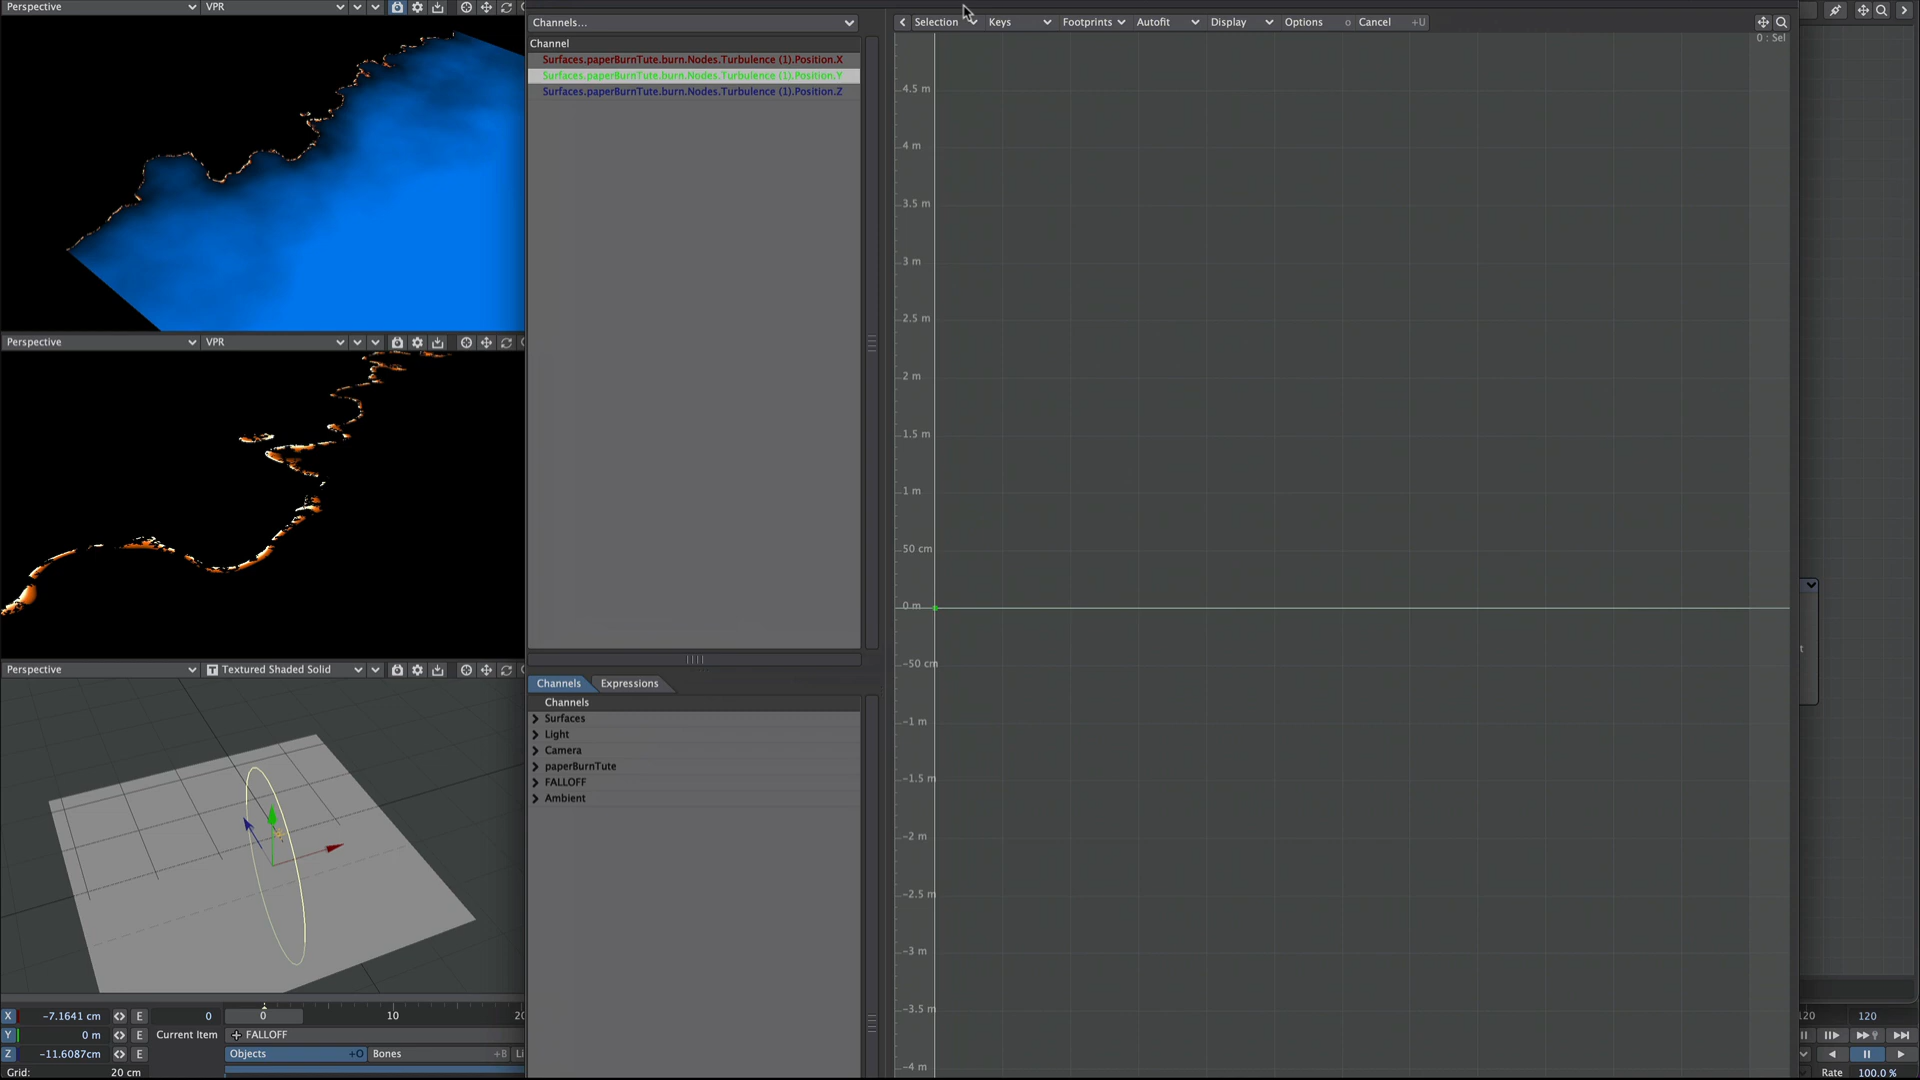 Perspective VPR
Channels...
Selection Keys Footprints Autofit Display Options o Cancel +U
0 : Sel
Channel
Surfaces.paperBurnTute.burn.Nodes.Turbulence (1).Position.X
Surfaces.paperBurnTute.burn.Nodes.Turbulence (1).Position.Y
Surfaces.paperBurnTute.burn.Nodes.Turbulence (1).Position.Z
4.5 m
4 m
3.5 m
3 m
2.5 m
2 m
1.5 m
1 m
50 cm
0 m
-50 cm
-1 m
-1.5 m
-2 m
-2.5 m
-3 m
-3.5 m
-4 m
Perspective VPR
Perspective T Textured Shaded Solid
Channels Expressions
Channels
Surfaces
Light
Camera
paperBurnTute
FALLOFF
Ambient
X -7.1641 cm E 0 0 10 20
Y 0 m E Current Item FALLOFF
Z -11.6087cm E Objects +O Bones +B Li
Grid: 20 cm
120 120
Rate 100.0 %